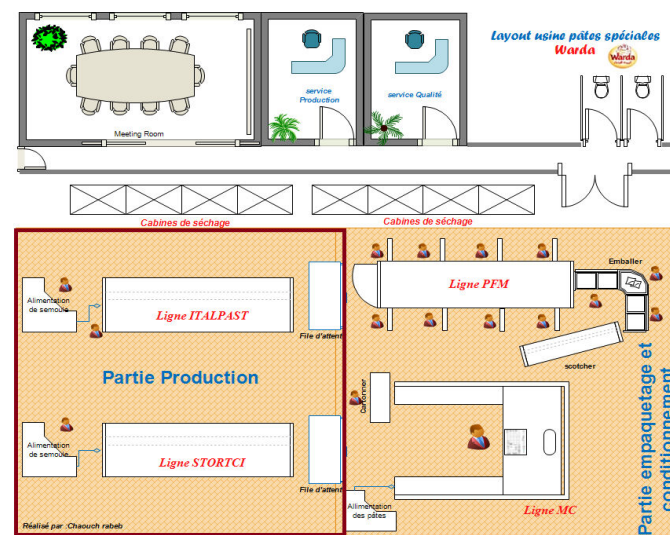 Layout usine pâtes spéciales
Warda
Warda
service
Production
service Qualité
Meeting Room
Cabines de séchage
Cabines de séchage
Emballer
Ligne PFM
Alimentation
de semoule
Ligne ITALPAST
File d'attent
scotcher
Partie Production
Cartonner
Partie empaquetage et
conditionnement
Alimentation
de semoule
Ligne STORTCI
File d'attent
Allimentation
des pâtes
Ligne MC
Réalisé par :Chaouch rabeb